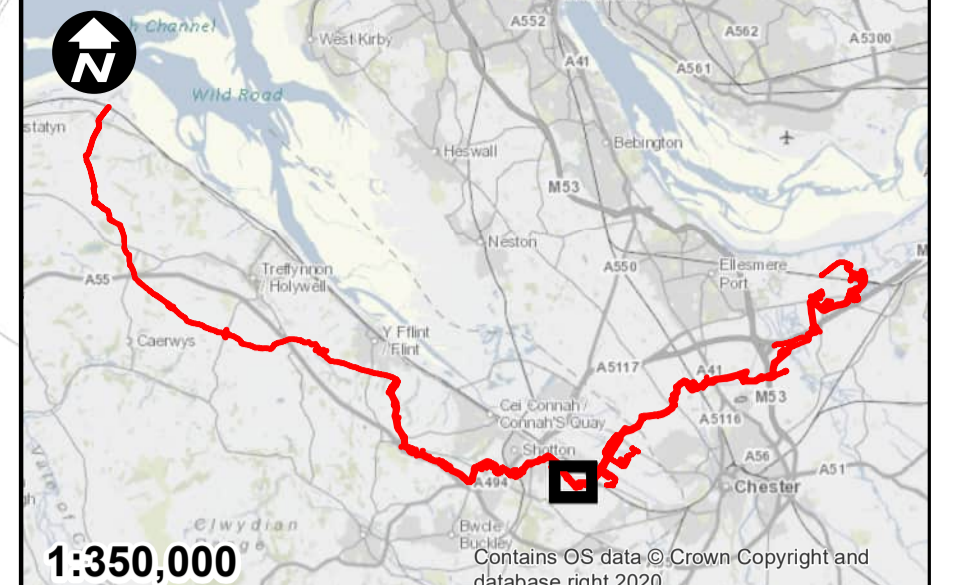 N
h Channel
A552
A562
A5300
West Kirby
A41
A561
Wild Road
statyn
Heswall
Bebington
M53
Neston
A550
Ellesmere
Port
M
A55
Treffynnon
/ Holywell
Caerwys
Y Fflint
/ Flint
A5117
A41
M53
Cei Connah /
Connah'S Quay
A5116
Shotton
A56
A51
A494
Chester
Clwydian
Bwcle
Buckley
1:350,000
Contains OS data © Crown Copyright and
database right 2020